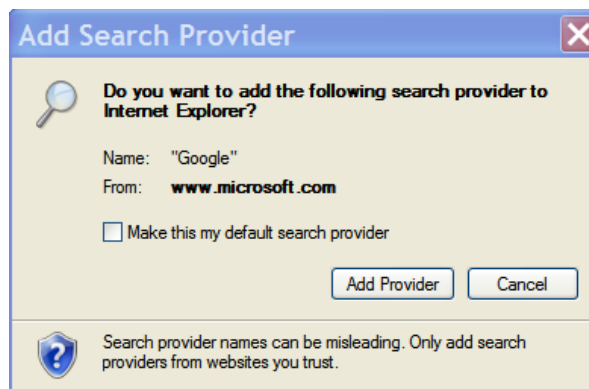 Add Search Provider
Do you want to add the following search provider to
Internet Explorer?
Name: "Google"
From: www.microsoft.com
Make this my default search provider
Add Provider Cancel
Search provider names can be misleading. Only add search
providers from websites you trust.